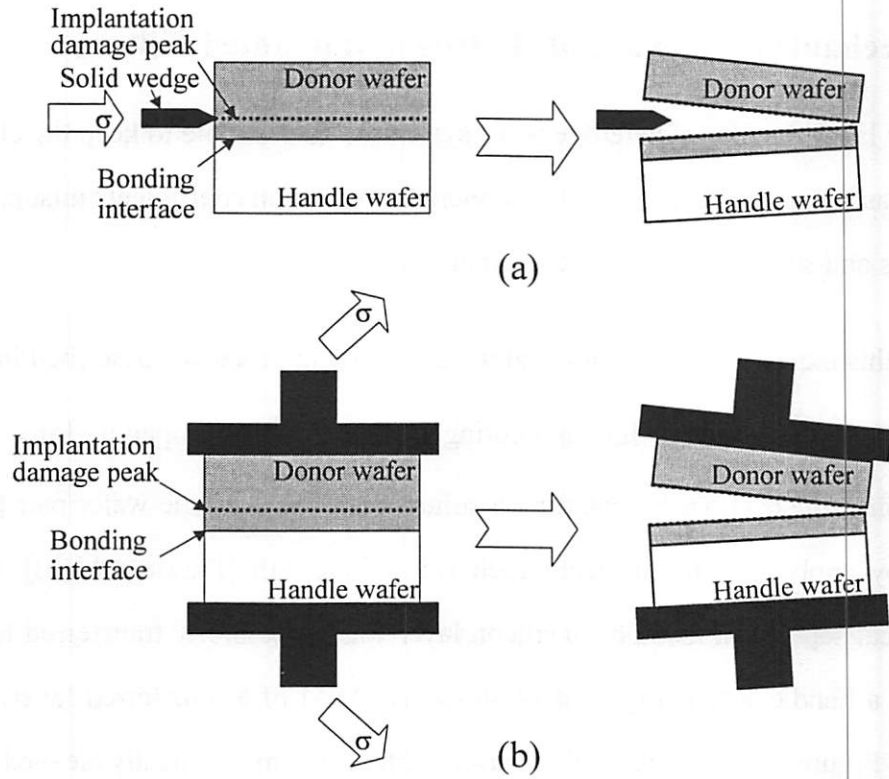 Implantation
damage peak
Solid wedge
σ
Bonding
interface
Donor wafer
Handle wafer
Donor wafer
Handle wafer
(a)
σ
Implantation
damage peak
Bonding
interface
Donor wafer
Handle wafer
σ
Donor wafer
Handle wafer
(b)